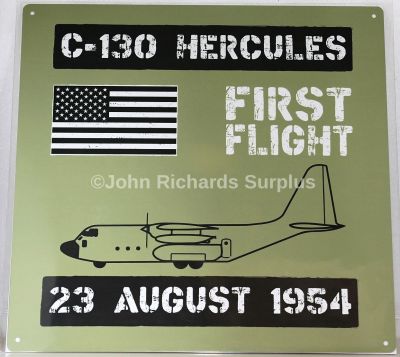 C-130 HERCULES
FIRST
FLIGHT
©John Richards Surplus
23 AUGUST 1954